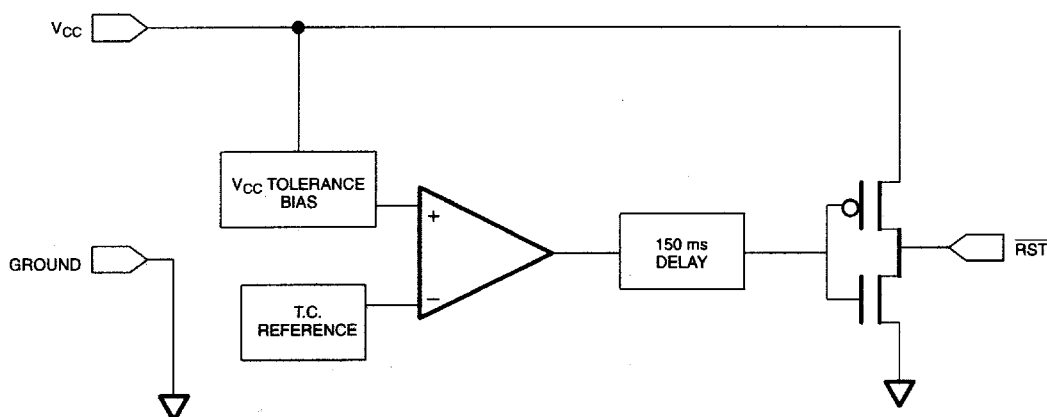 VCC
VCC TOLERANCE
BIAS
+
150 ms
DELAY
RST
GROUND
−
T.C.
REFERENCE